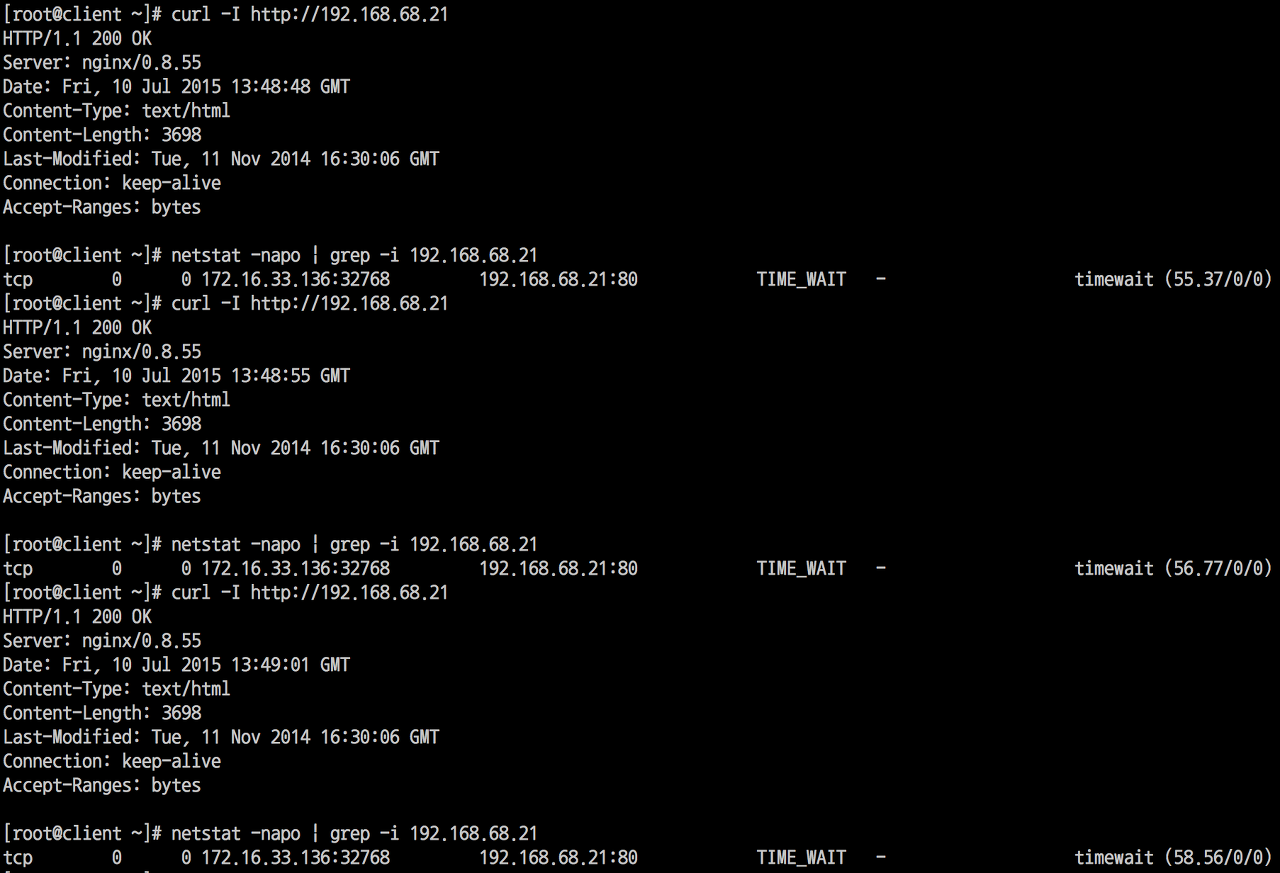 [root@client ~]# curl -I http://192.168.68.21
HTTP/1.1 200 OK
Server: nginx/0.8.55
Date: Fri, 10 Jul 2015 13:48:48 GMT
Content-Type: text/html
Content-Length: 3698
Last-Modified: Tue, 11 Nov 2014 16:30:06 GMT
Connection: keep-alive
Accept-Ranges: bytes
[root@client ~]# netstat -napo | grep -i 192.168.68.21
tcp 0 0 172.16.33.136:32768 192.168.68.21:80 TIME_WAIT - timewait (55.37/0/0)
[root@client ~]# curl -I http://192.168.68.21
HTTP/1.1 200 OK
Server: nginx/0.8.55
Date: Fri, 10 Jul 2015 13:48:55 GMT
Content-Type: text/html
Content-Length: 3698
Last-Modified: Tue, 11 Nov 2014 16:30:06 GMT
Connection: keep-alive
Accept-Ranges: bytes
[root@client ~]# netstat -napo | grep -i 192.168.68.21
tcp 0 0 172.16.33.136:32768 192.168.68.21:80 TIME_WAIT - timewait (56.77/0/0)
[root@client ~]# curl -I http://192.168.68.21
HTTP/1.1 200 OK
Server: nginx/0.8.55
Date: Fri, 10 Jul 2015 13:49:01 GMT
Content-Type: text/html
Content-Length: 3698
Last-Modified: Tue, 11 Nov 2014 16:30:06 GMT
Connection: keep-alive
Accept-Ranges: bytes
[root@client ~]# netstat -napo | grep -i 192.168.68.21
tcp 0 0 172.16.33.136:32768 192.168.68.21:80 TIME_WAIT - timewait (58.56/0/0)